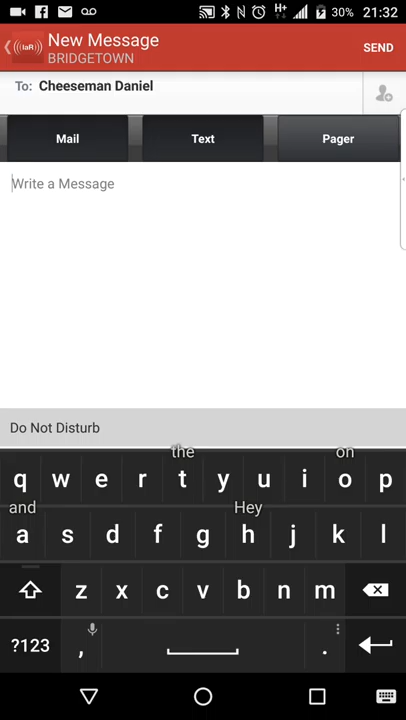 H+ 30% 21:32
IaR
New Message
BRIDGETOWN
SEND
To: Cheeseman Daniel
Mail Text Pager
Write a Message
Do Not Disturb
the on
q w e r t y u i o p
and Hey
a s d f g h j k l
z x c v b n m
?123 , .